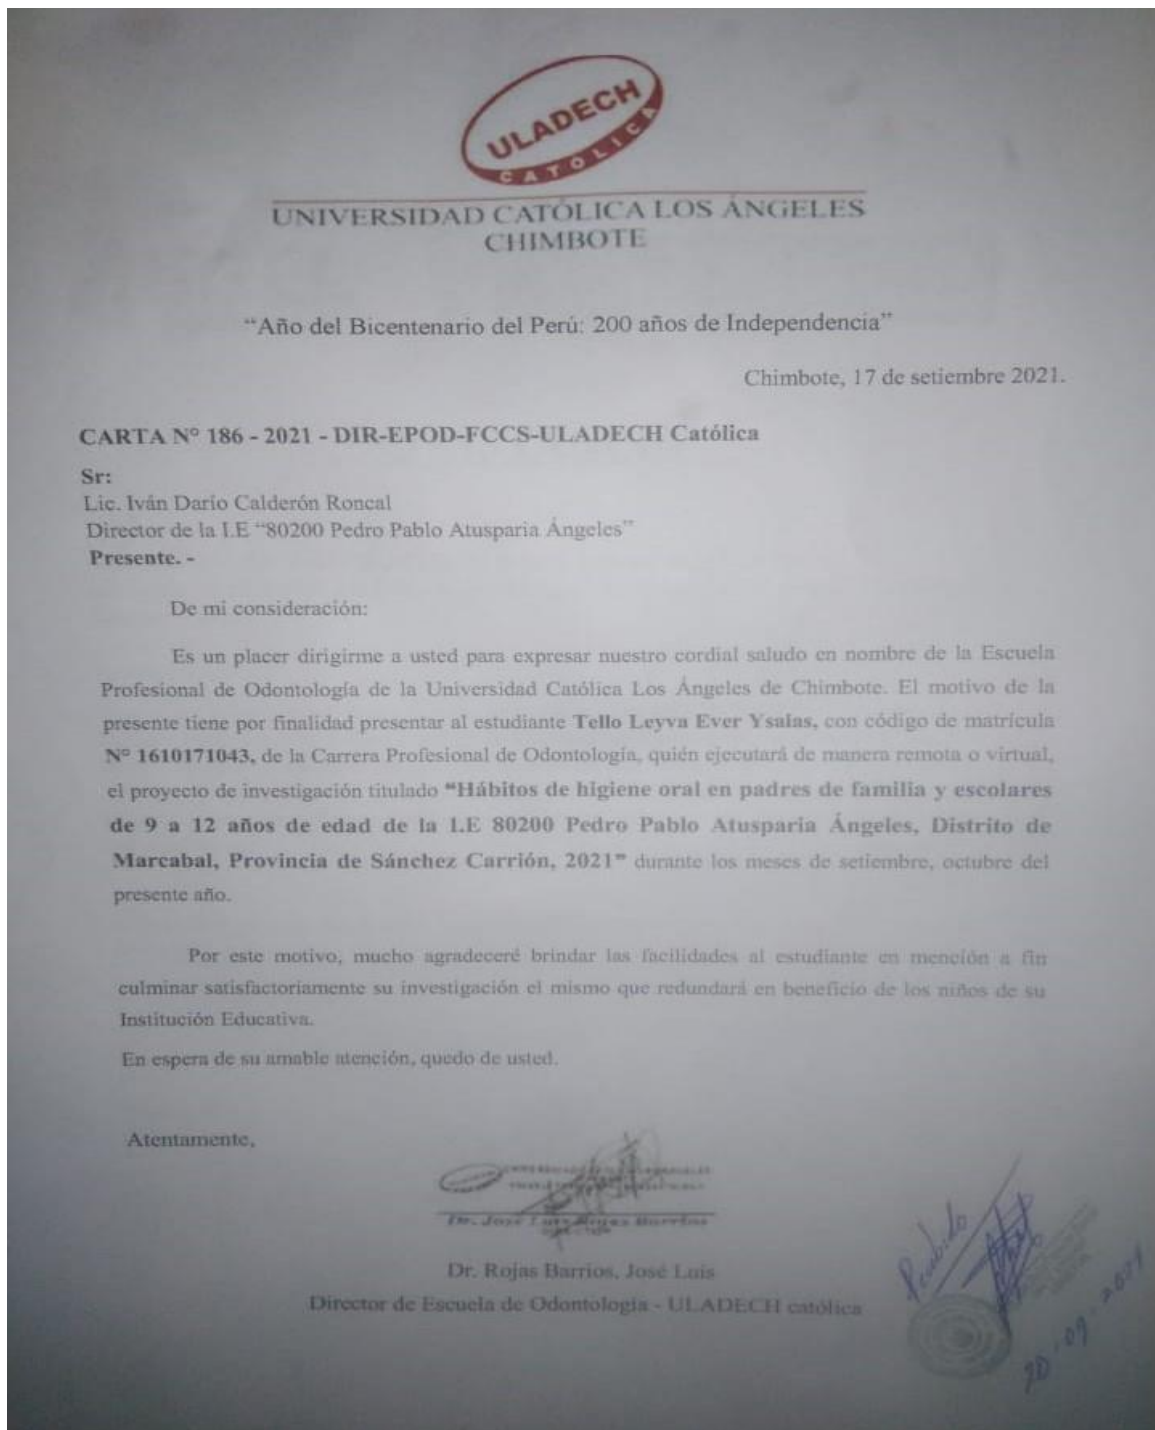 ULADECH
CATÓLICA
UNIVERSIDAD CATÓLICA LOS ÁNGELES
CHIMBOTE
“Año del Bicentenario del Perú: 200 años de Independencia”
Chimbote, 17 de setiembre 2021.
CARTA N° 186 - 2021 - DIR-EPOD-FCCS-ULADECH Católica
Sr:
Lic. Iván Darío Calderón Roncal
Director de la I.E “80200 Pedro Pablo Atusparia Ángeles”
Presente. -
De mi consideración:
Es un placer dirigirme a usted para expresar nuestro cordial saludo en nombre de la Escuela
Profesional de Odontología de la Universidad Católica Los Ángeles de Chimbote. El motivo de la
presente tiene por finalidad presentar al estudiante Tello Leyva Ever Ysaias, con código de matrícula
N° 1610171043, de la Carrera Profesional de Odontología, quién ejecutará de manera remota o virtual,
el proyecto de investigación titulado “Hábitos de higiene oral en padres de familia y escolares
de 9 a 12 años de edad de la I.E 80200 Pedro Pablo Atusparia Ángeles, Distrito de
Marcabal, Provincia de Sánchez Carrión, 2021” durante los meses de setiembre, octubre del
presente año.
Por este motivo, mucho agradeceré brindar las facilidades al estudiante en mención a fin
culminar satisfactoriamente su investigación el mismo que redundará en beneficio de los niños de su
Institución Educativa.
En espera de su amable atención, quedo de usted.
Atentamente,
Dr. José Luis Rojas Barrios
Dr. Rojas Barrios, José Luis
Director de Escuela de Odontología - ULADECH católica
Recibido
20-09-2021